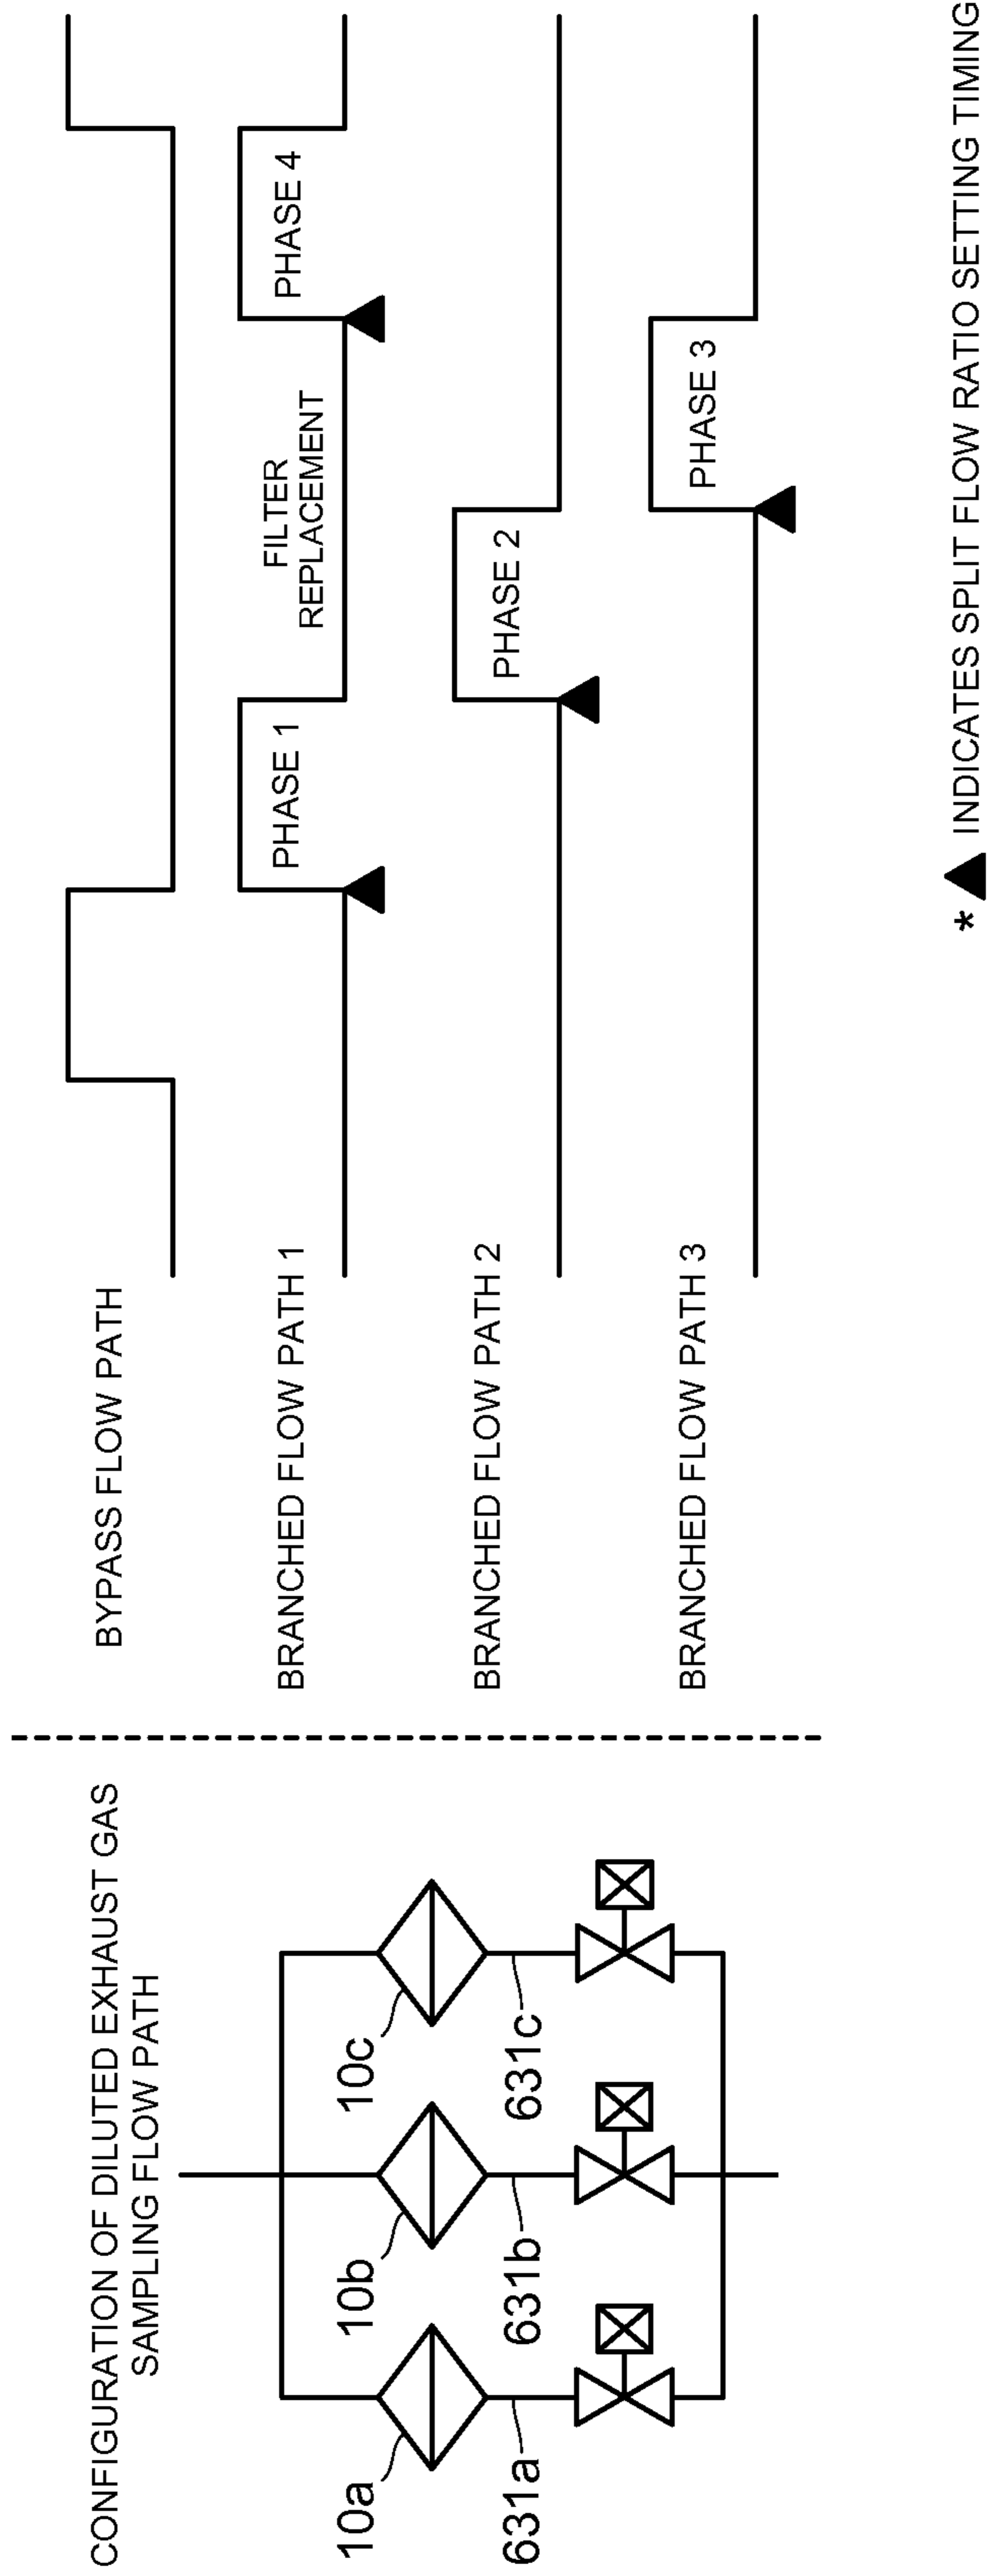 CONFIGURATION OF DILUTED EXHAUST GAS
SAMPLING FLOW PATH
10a
10b
10c
631a
631b
631c
BYPASS FLOW PATH
BRANCHED FLOW PATH 1
PHASE 1
FILTER
REPLACEMENT
PHASE 4
BRANCHED FLOW PATH 2
PHASE 2
BRANCHED FLOW PATH 3
PHASE 3
* ▲ INDICATES SPLIT FLOW RATIO SETTING TIMING